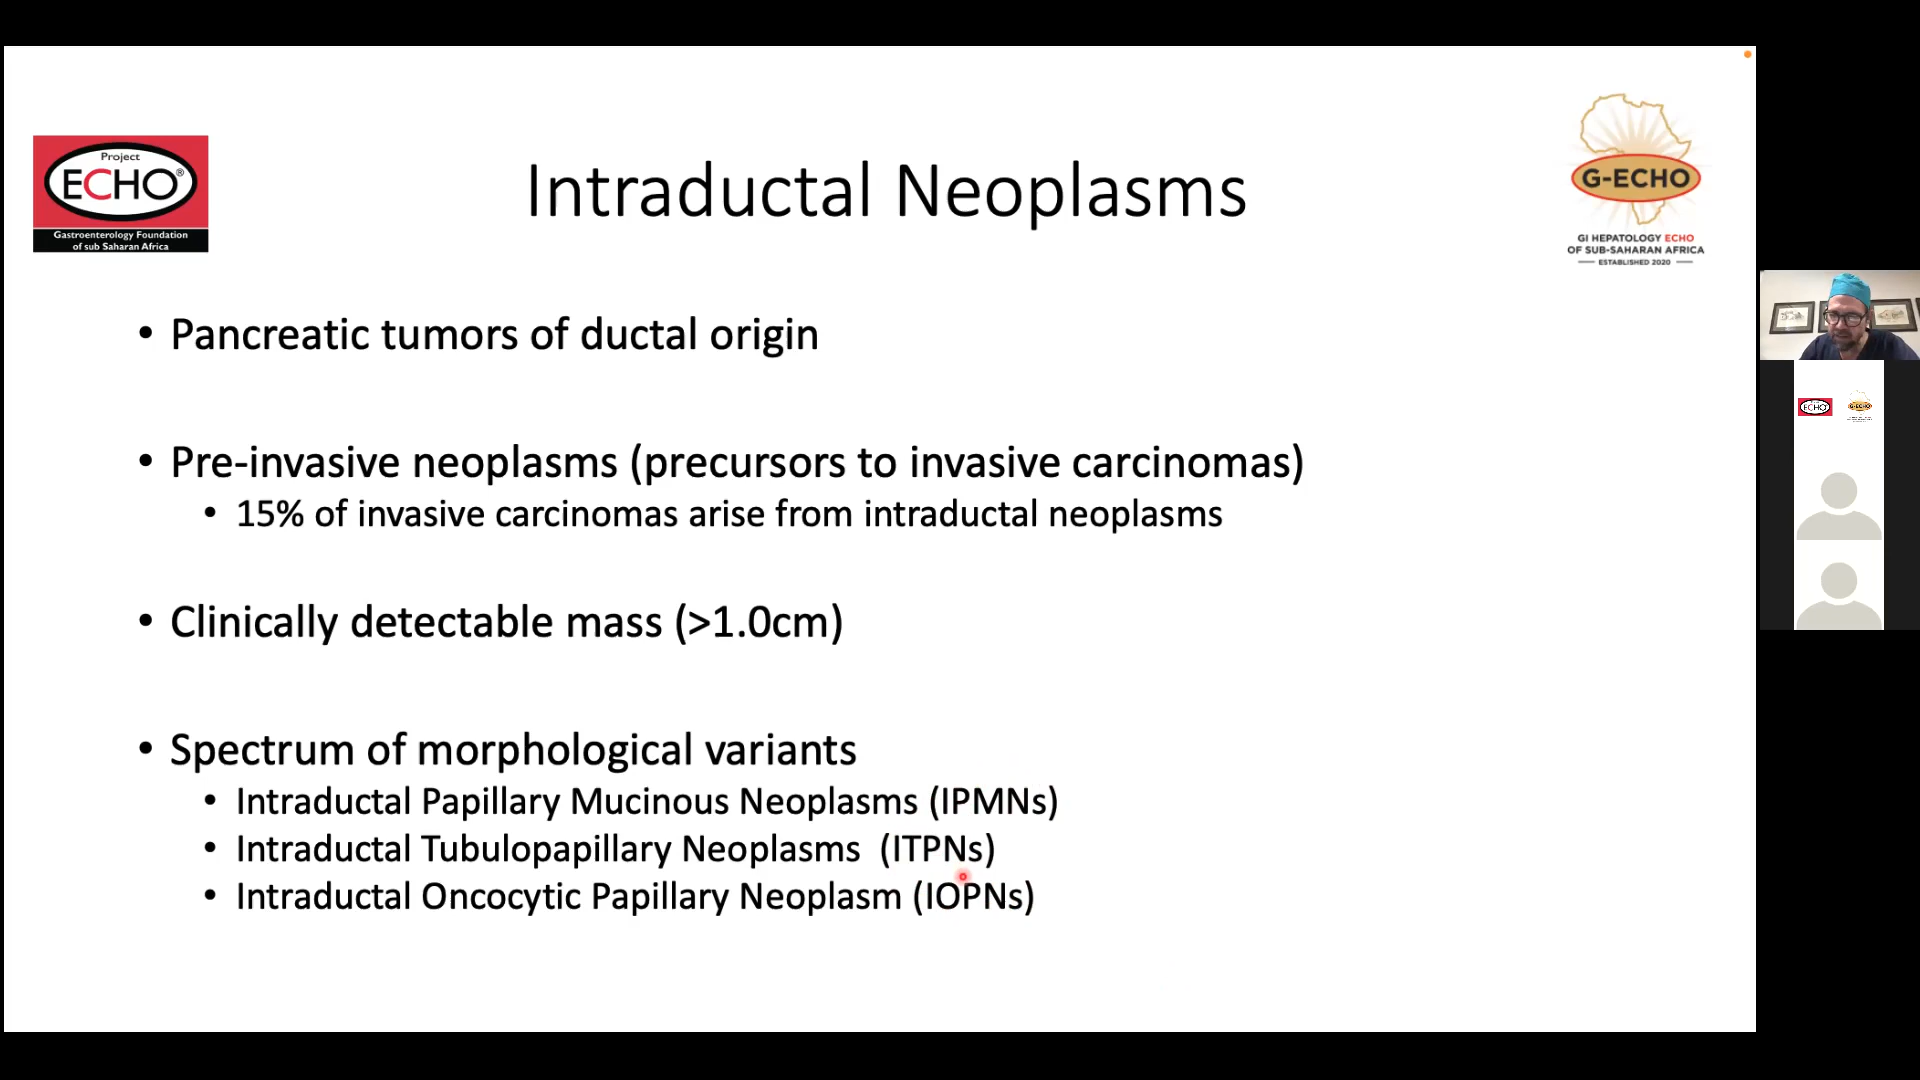 Project
ECHO®
Gastroenterology Foundation
of sub Saharan Africa
Intraductal Neoplasms
G-ECHO
GI HEPATOLOGY ECHO
OF SUB-SAHARAN AFRICA
ESTABLISHED 2020
• Pancreatic tumors of ductal origin
• Pre-invasive neoplasms (precursors to invasive carcinomas)
• 15% of invasive carcinomas arise from intraductal neoplasms
• Clinically detectable mass (>1.0cm)
• Spectrum of morphological variants
• Intraductal Papillary Mucinous Neoplasms (IPMNs)
• Intraductal Tubulopapillary Neoplasms  (ITPNs)
• Intraductal Oncocytic Papillary Neoplasm (IOPNs)
ECHO
G-ECHO